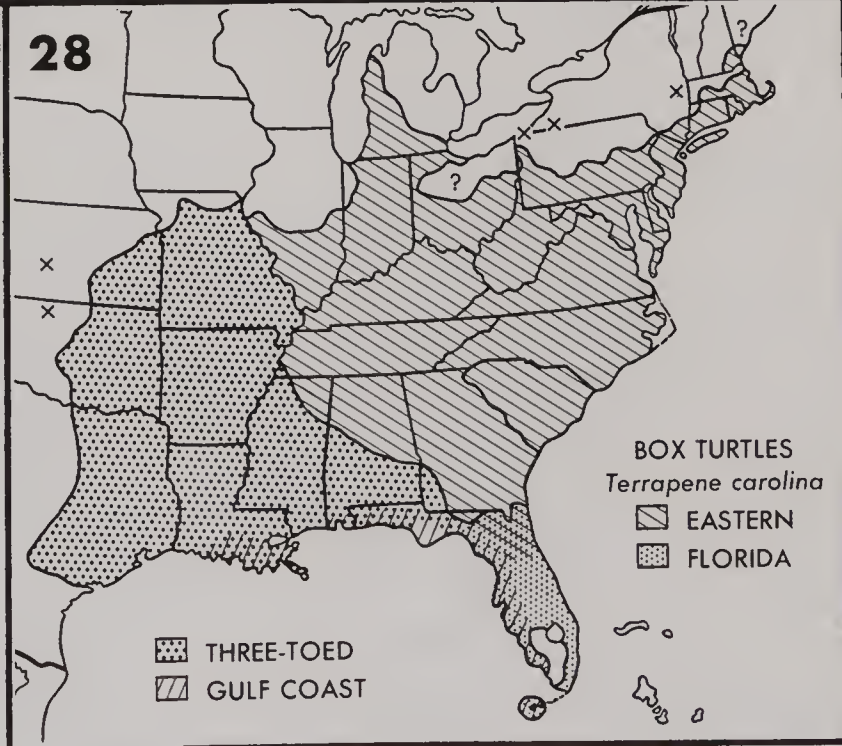 28
?
?
BOX TURTLES
Terrapene carolina
EASTERN
FLORIDA
THREE-TOED
GULF COAST